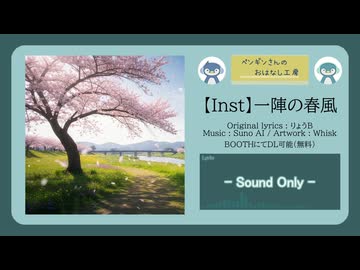 ペンギンさんの
おはなし工房
【Inst】一陣の春風
Original lyrics : りょうB
Music : Suno AI / Artwork : Whisk
BOOTHにてDL可能(無料)
Lyric
- Sound Only -